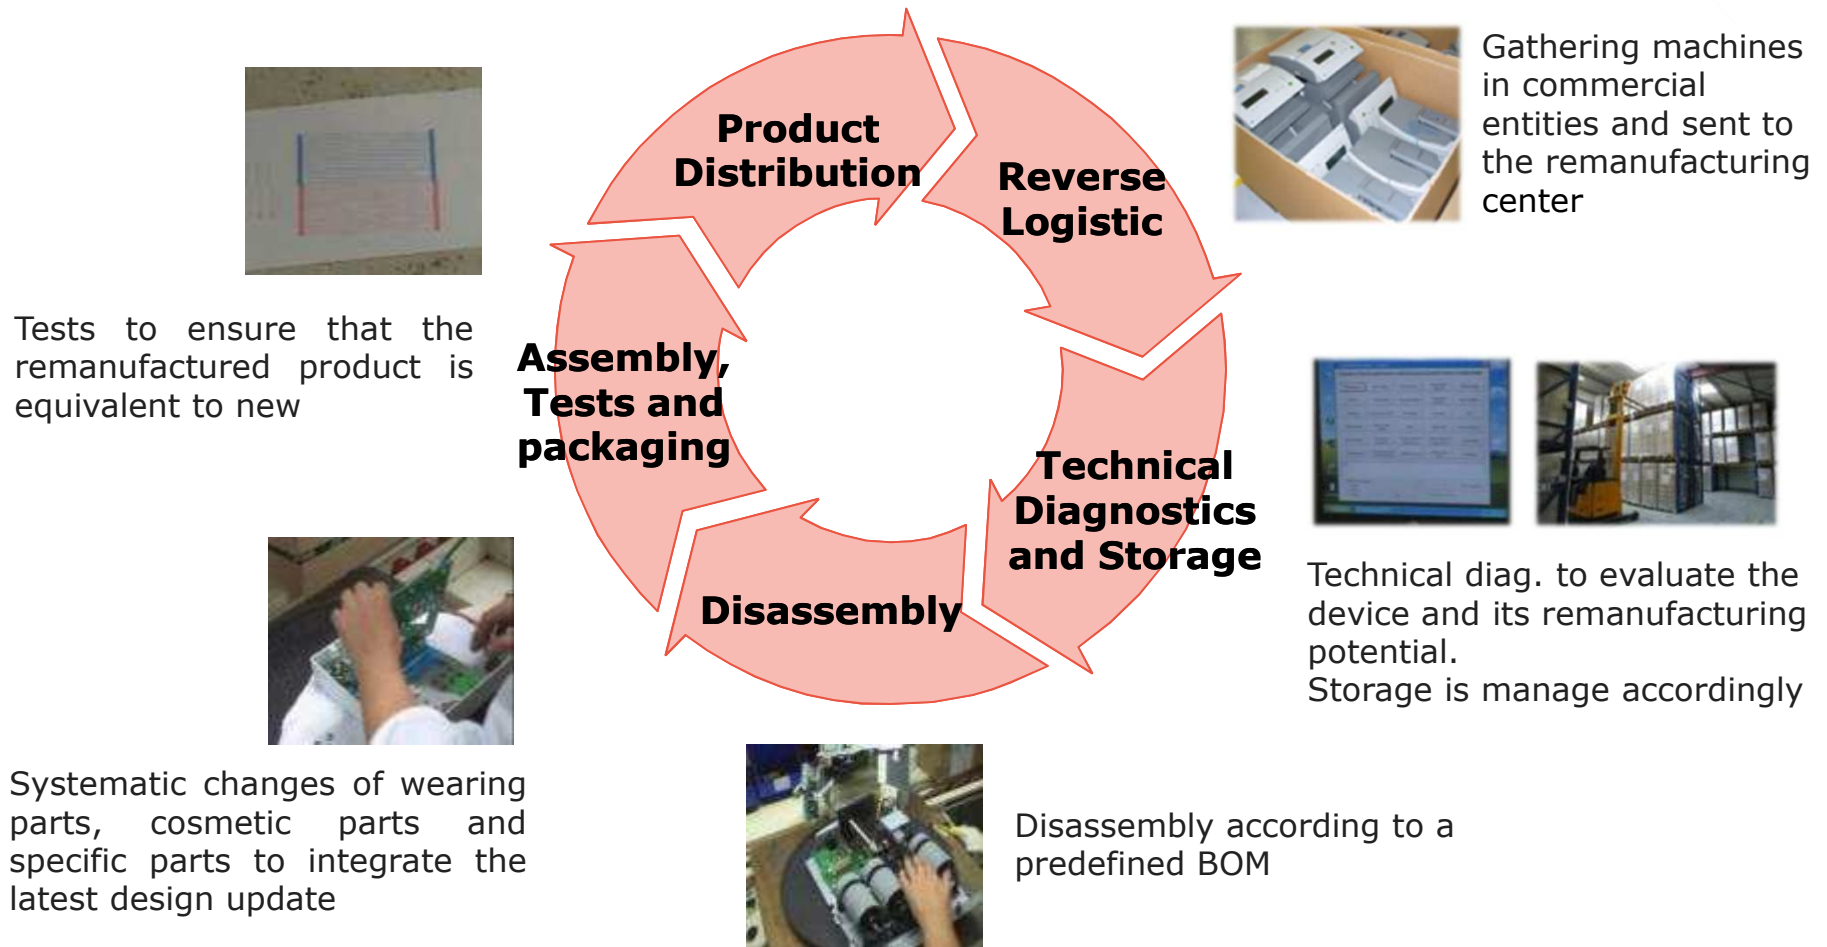 Product
Distribution
Reverse
Logistic
Gathering machines
in commercial
entities and sent to
the remanufacturing
center
Technical
Diagnostics
and Storage
Technical diag. to evaluate the
device and its remanufacturing
potential.
Storage is manage accordingly
Disassembly
Disassembly according to a
predefined BOM
Assembly,
Tests and
packaging
Systematic changes of wearing
parts, cosmetic parts and
specific parts to integrate the
latest design update
Tests to ensure that the
remanufactured product is
equivalent to new